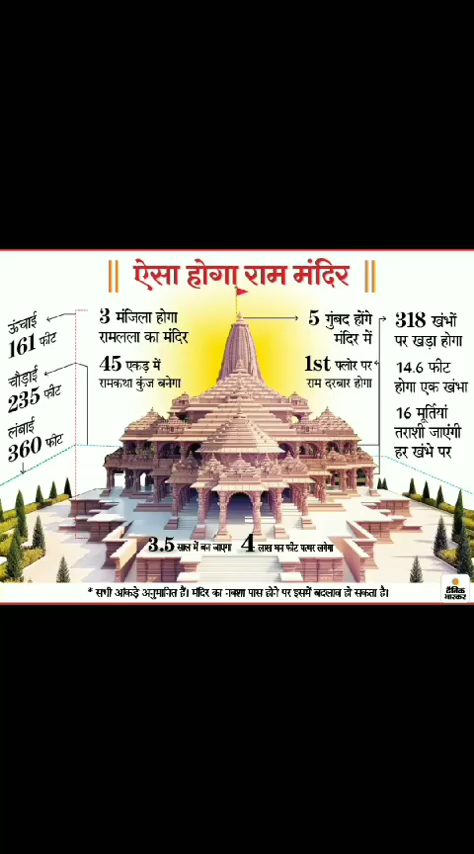 || ऐसा होगा राम मंदिर ||
ऊंचाई
161 फीट
चौड़ाई
235 फीट
लंबाई
360 फीट
3 मंजिला होगा
रामलला का मंदिर
45 एकड़ में
रामकथा कुंज बनेगा
5 गुंबद होंगे
मंदिर में
1st फ्लोर पर
राम दरबार होगा
318 खंभों
पर खड़ा होगा
14.6 फीट
होगा एक खंभा
16 मूर्तियां
तराशी जाएंगी
हर खंभे पर
3.5 साल में बन जाएगा
4 लाख घन फीट पत्थर लगेगा
* सभी आंकड़े अनुमानित हैं। मंदिर का नक्शा पास होने पर इसमें बदलाव हो सकता है।
दैनिक
भास्कर